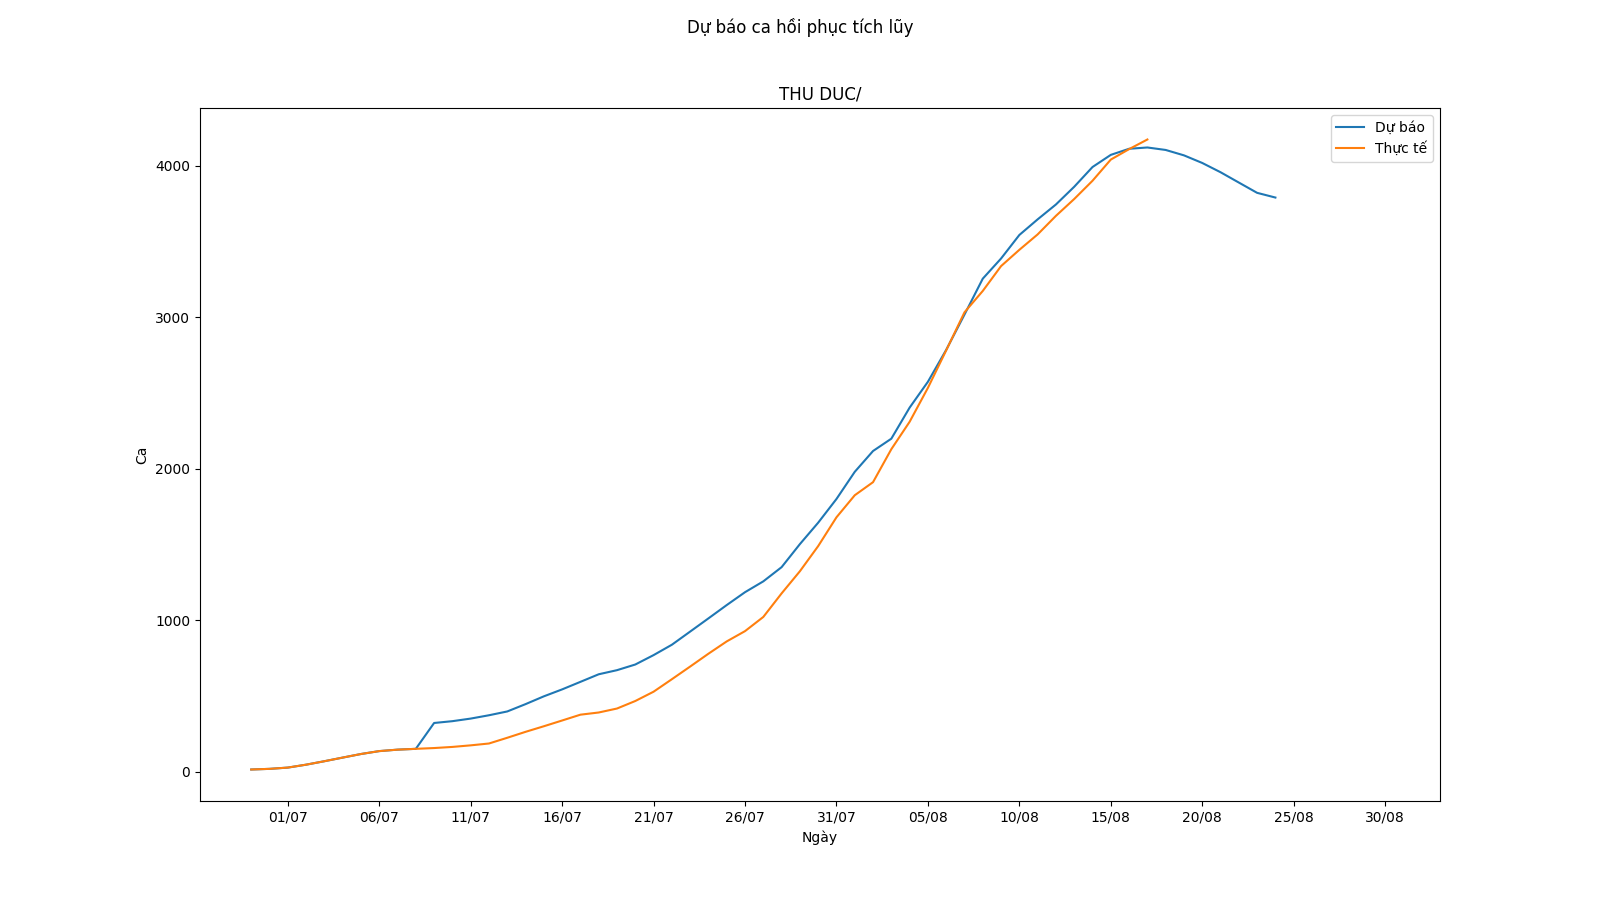 Dự báo ca hồi phục tích lũy
THU DUC/
Dự báo
Thực tế
4000
3000
2000
1000
0
Ca
01/07 06/07 11/07 16/07 21/07 26/07 31/07 05/08 10/08 15/08 20/08 25/08 30/08
Ngày